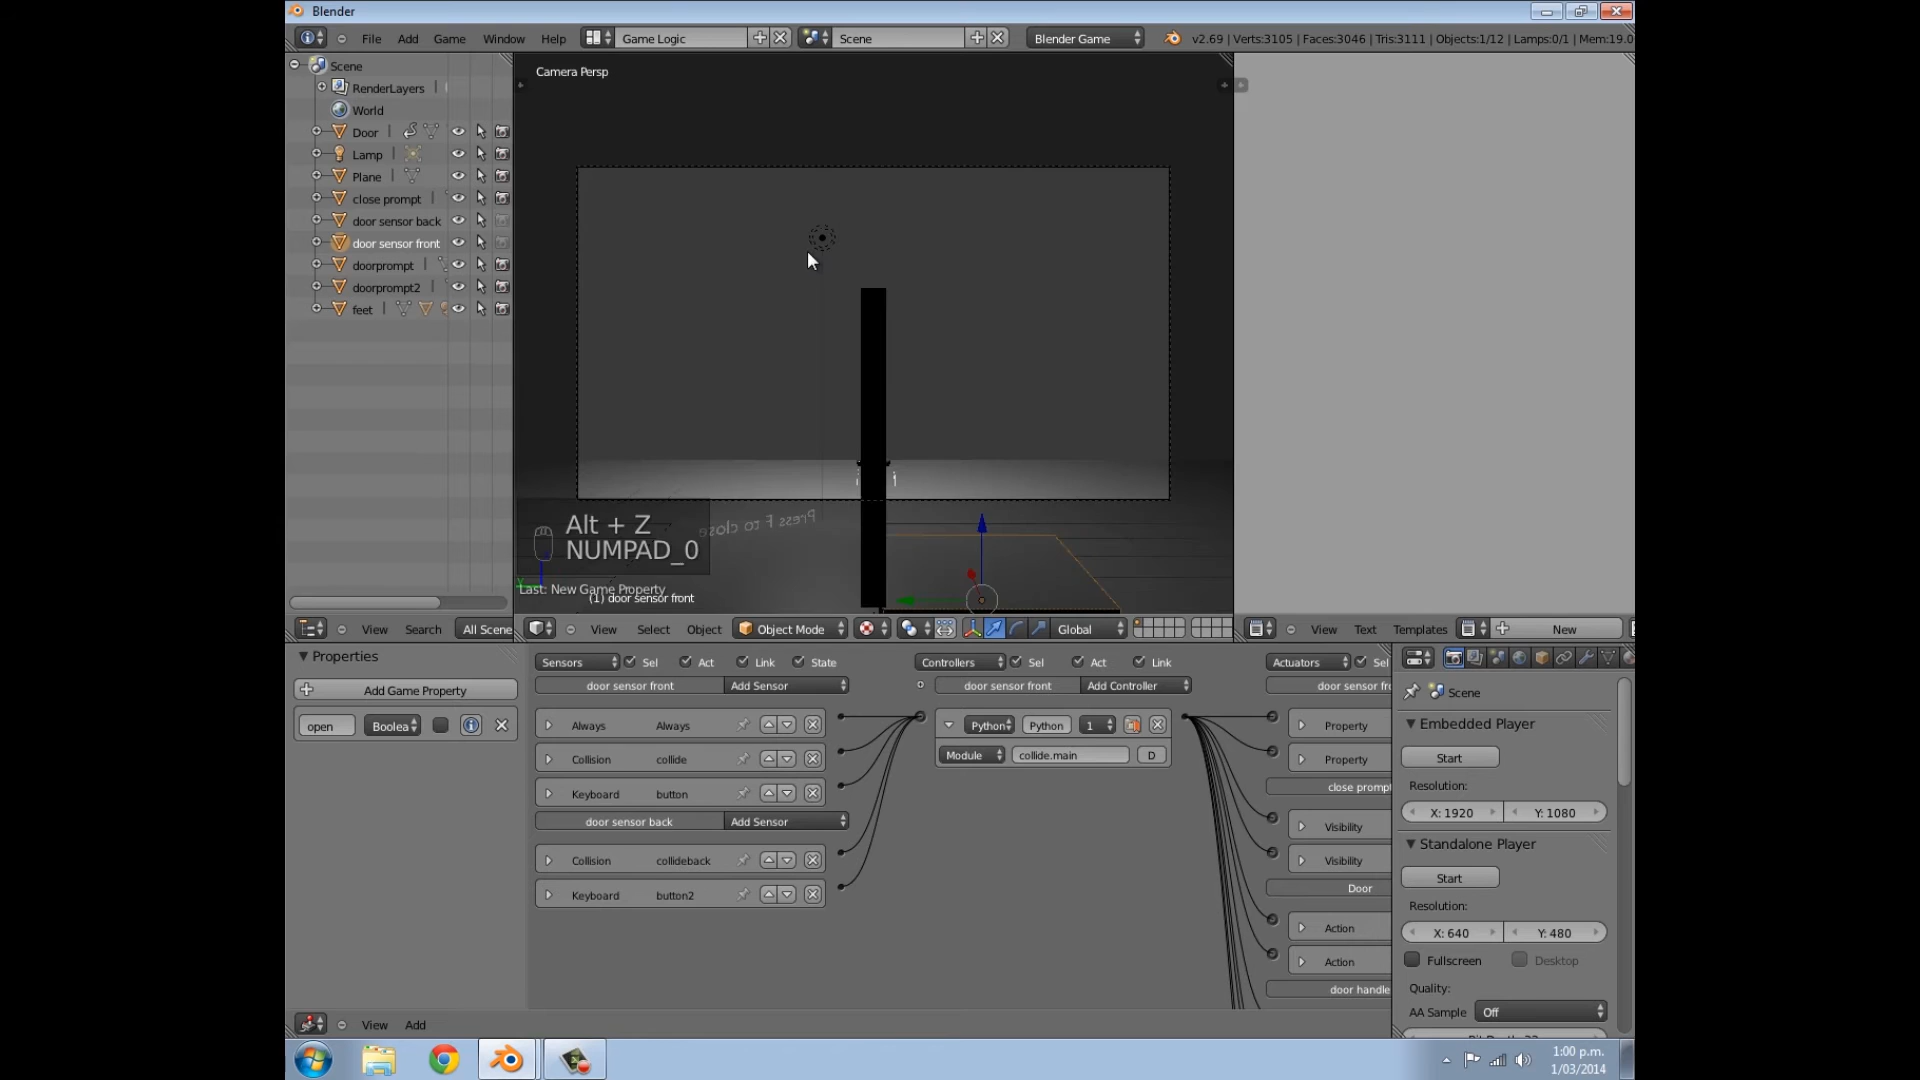 Blender
File Add Game Window Help Game Logic Scene Blender Game v2.69 | Verts:3105 | Faces:3046 | Tris:3111 | Objects:1/12 | Lamps:0/1 | Mem:19.0
Scene
RenderLayers
World
Door
Lamp
Plane
close prompt
door sensor back
door sensor front
doorprompt
doorprompt2
feet
Camera Persp
Press F to close
Alt + Z
NUMPAD_0
Last: New Game Property
(1) door sensor front
View Search All Scene
View Select Object Object Mode Global
View Text Templates New
Properties
Add Game Property
open Boolea
Sensors Sel Act Link State
door sensor front Add Sensor
Always Always
Collision collide
Keyboard button
door sensor back Add Sensor
Collision collideback
Keyboard button2
Controllers Sel Act Link
door sensor front Add Controller
Python Python 1
Module collide.main D
Actuators Sel
door sensor fr
Property
Property
close promp
Visibility
Visibility
Door
Action
Action
door handle
Scene
Embedded Player
Start
Resolution:
X: 1920 Y: 1080
Standalone Player
Start
Resolution:
X: 640 Y: 480
Fullscreen Desktop
Quality:
AA Sample Off
View Add
1:00 p.m.
1/03/2014